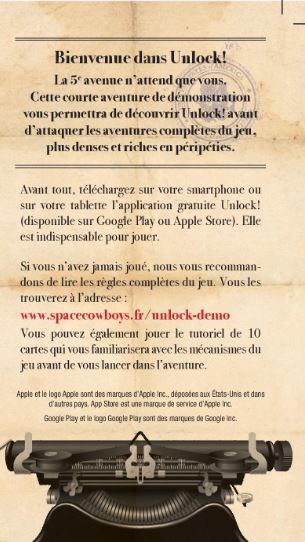 Bienvenue dans Unlock!
La 5e avenue n'attend que vous.
Cette courte aventure de démonstration
vous permettra de découvrir Unlock! avant
d'attaquer les aventures complètes du jeu,
plus denses et riches en péripéties.
Avant tout, téléchargez sur votre smartphone ou
sur votre tablette l'application gratuite Unlock!
(disponible sur Google Play ou Apple Store). Elle
est indispensable pour jouer.
Si vous n'avez jamais joué, nous vous recomman-
dons de lire les règles complètes du jeu. Vous les
trouverez à l'adresse :
www.spacecowboys.fr/unlock-demo
Vous pouvez également jouer le tutoriel de 10
cartes qui vous familiarisera avec les mécanismes du
jeu avant de vous lancer dans l'aventure.
Apple et le logo Apple sont des marques d'Apple Inc., déposées aux États-Unis et dans
d'autres pays. App Store est une marque de service d'Apple Inc.
Google Play et le logo Google Play sont des marques de Google Inc.